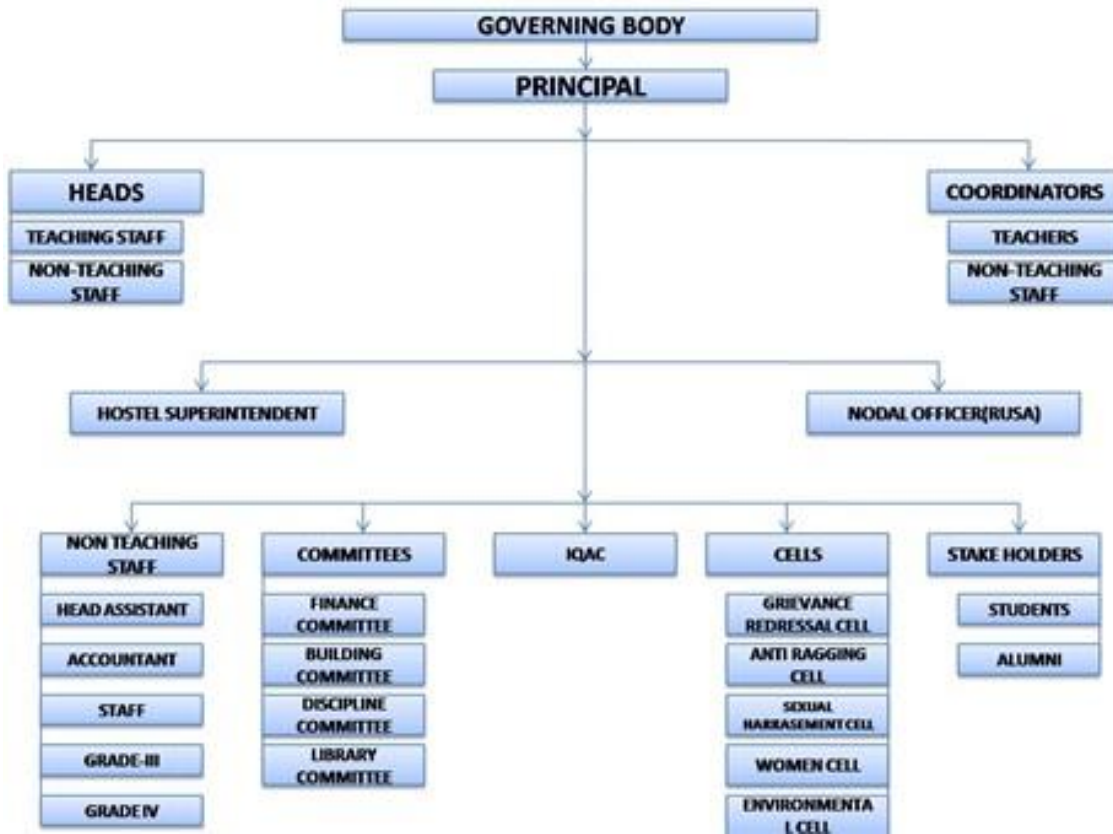 GOVERNING BODY
PRINCIPAL
HEADS
TEACHING STAFF
NON-TEACHING
STAFF
COORDINATORS
TEACHERS
NON-TEACHING
STAFF
HOSTEL SUPERINTENDENT
NODAL OFFICER(RUSA)
NON TEACHING
STAFF
HEAD ASSISTANT
ACCOUNTANT
STAFF
GRADE-III
GRADE IV
COMMITTEES
FINANCE
COMMITTEE
BUILDING
COMMITTEE
DISCIPLINE
COMMITTEE
LIBRARY
COMMITTEE
IQAC
CELLS
GRIEVANCE
REDRESSAL CELL
ANTI RAGGING
CELL
SEXUAL
HARRASEMENT CELL
WOMEN CELL
ENVIRONMENTA
L CELL
STAKE HOLDERS
STUDENTS
ALUMNI